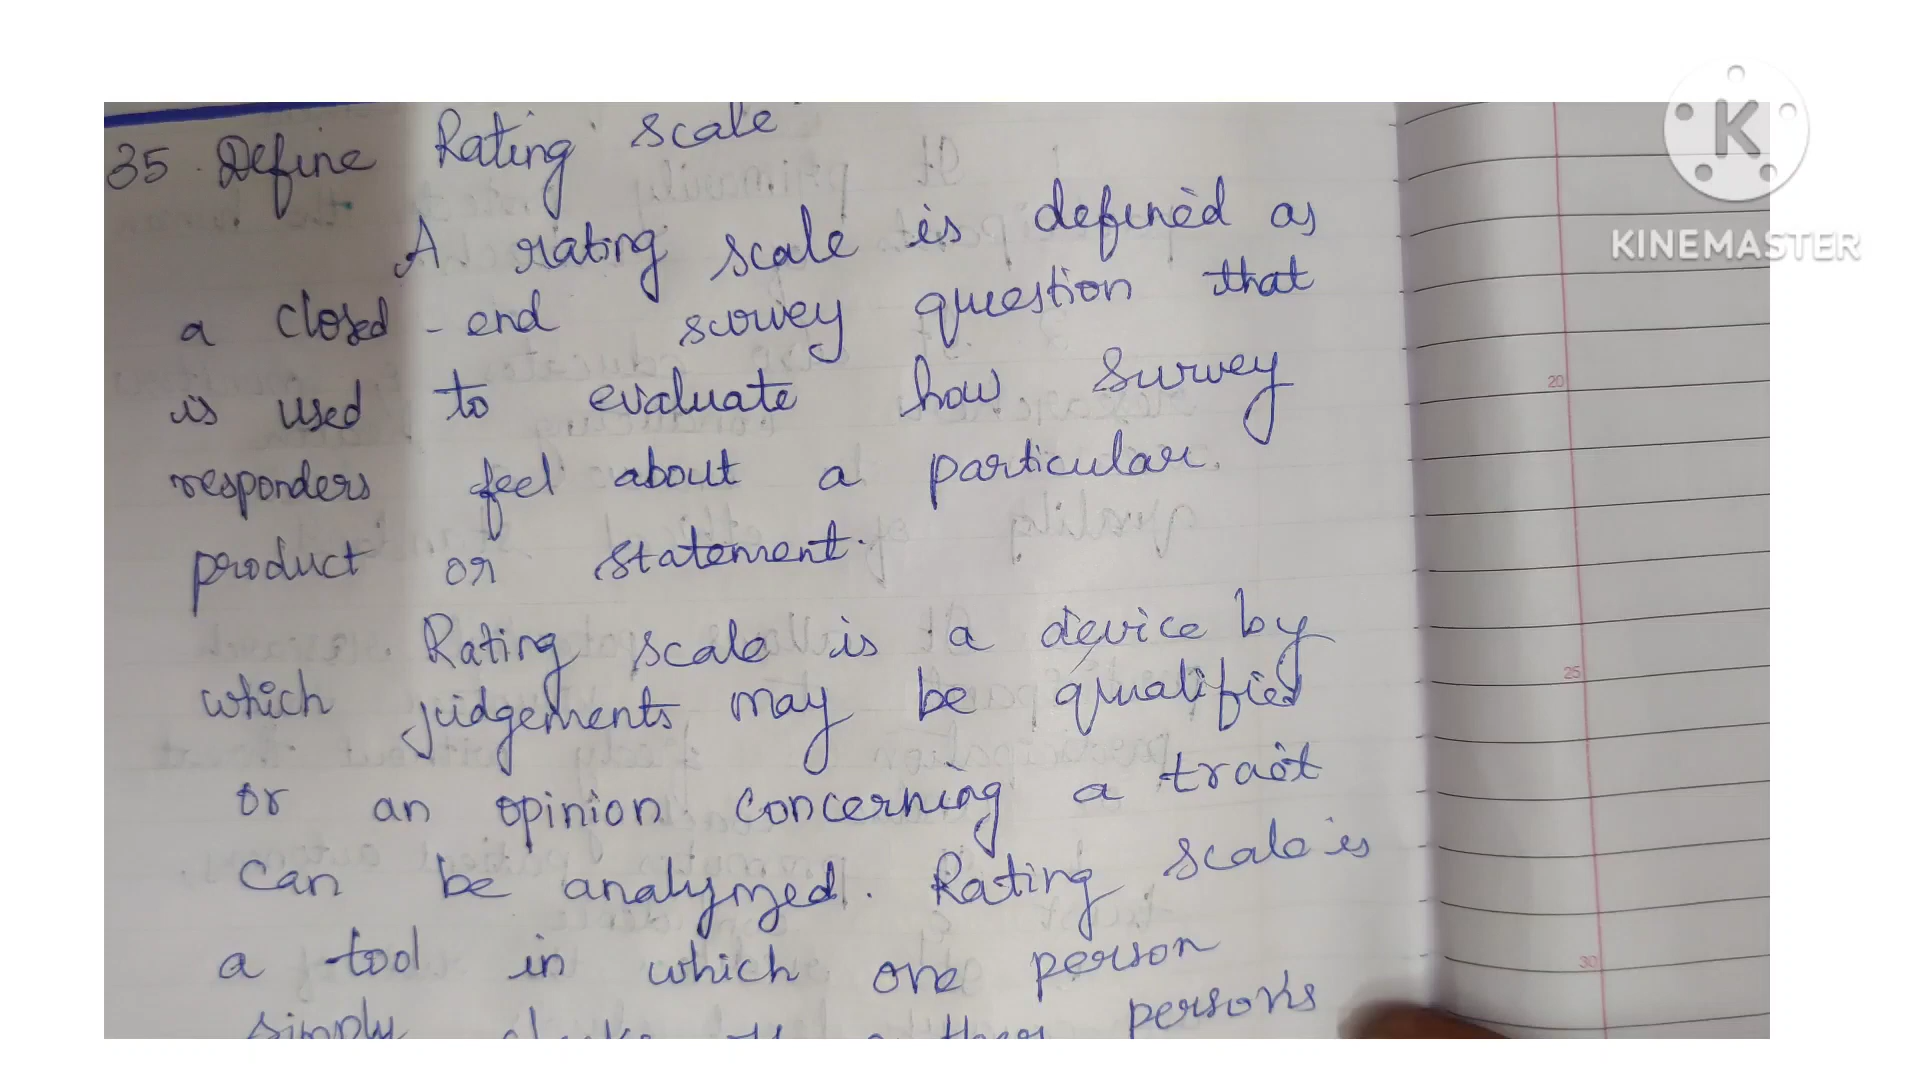 35. Define Rating scale
A rating scale is defined as
a closed - end survey question that
is used to evaluate how survey
responders feel about a particular.
product or statement.
Rating scale is a device by
which judgements may be qualified
or an opinion concerning a tract
can be analyzed. Rating scale is
a tool in which one person
simply persons
20
25
30
K
KINEMASTER